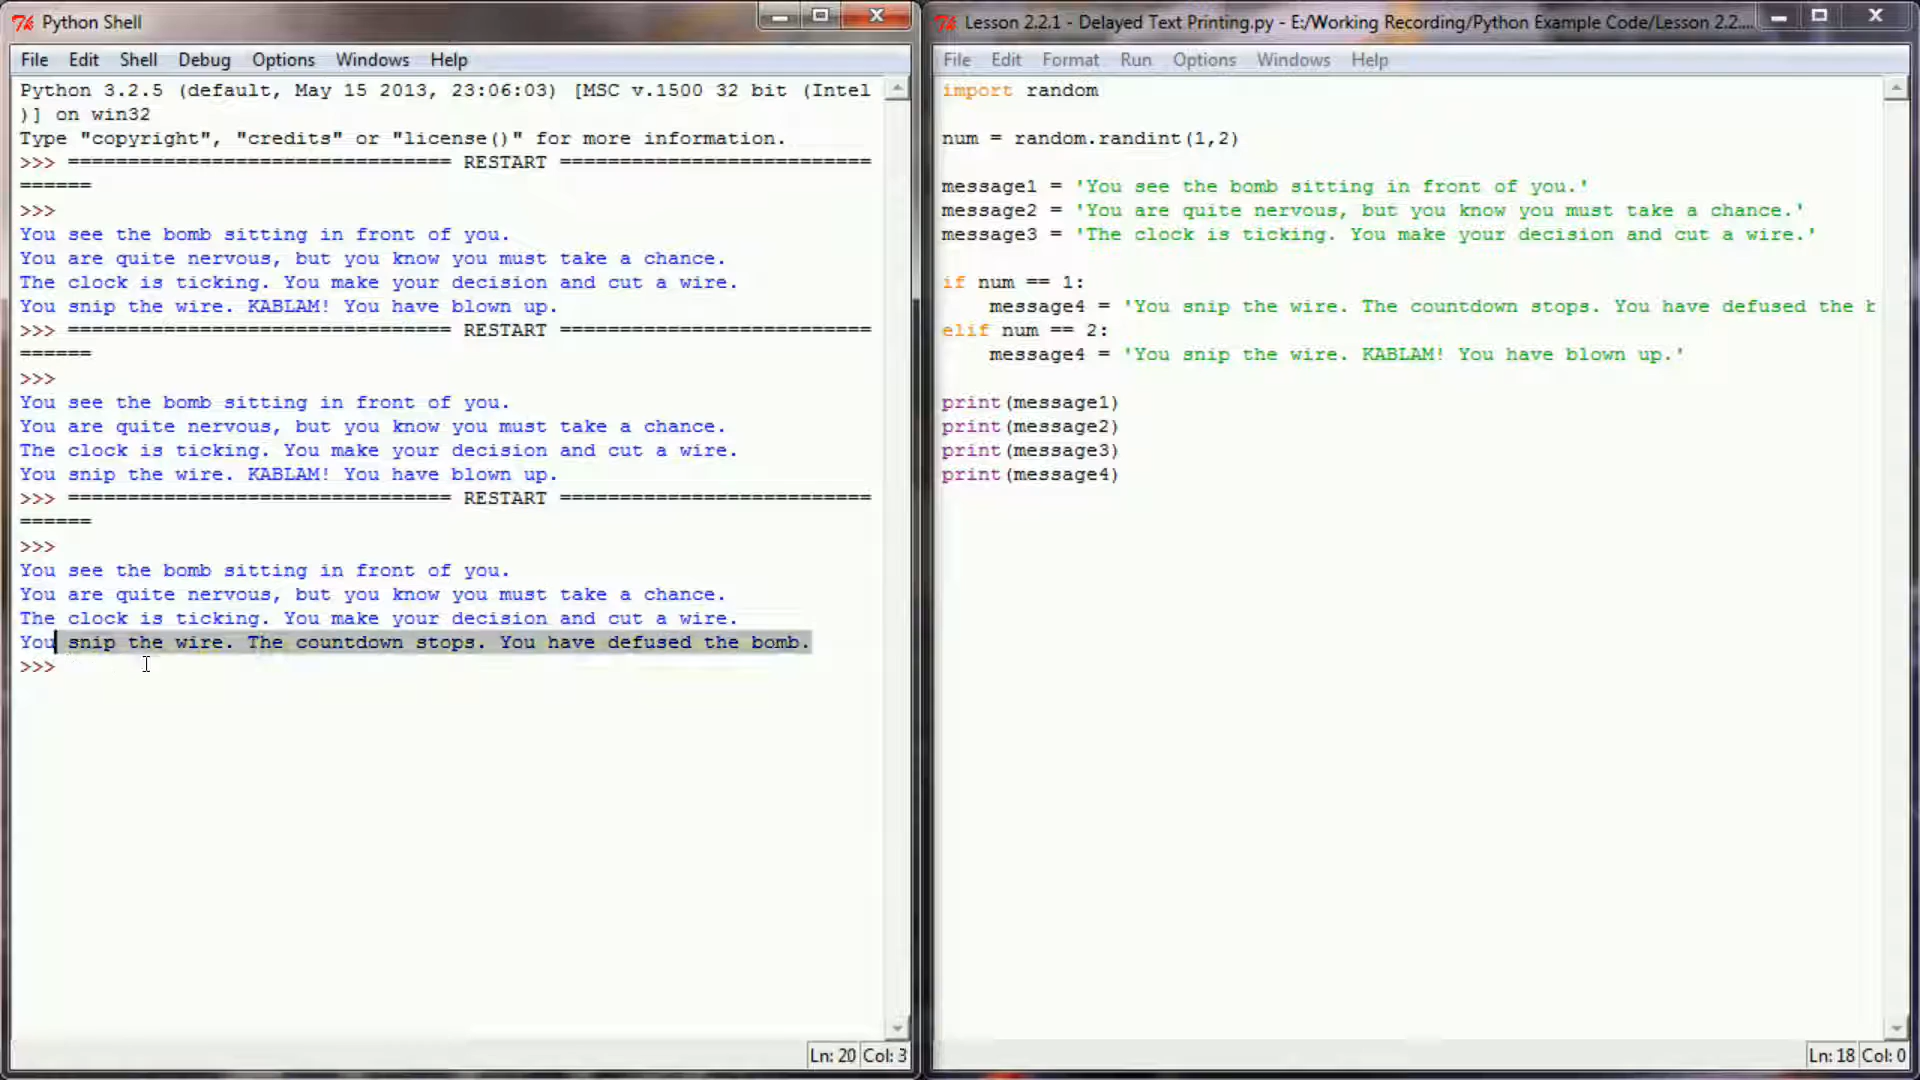 Python Shell
File Edit Shell Debug Options Windows Help
Python 3.2.5 (default, May 15 2013, 23:06:03) [MSC v.1500 32 bit (Intel
)] on win32
Type "copyright", "credits" or "license()" for more information.
>>> ================================ RESTART ==========================
======
>>>
You see the bomb sitting in front of you.
You are quite nervous, but you know you must take a chance.
The clock is ticking. You make your decision and cut a wire.
You snip the wire. KABLAM! You have blown up.
>>> ================================ RESTART ==========================
======
>>>
You see the bomb sitting in front of you.
You are quite nervous, but you know you must take a chance.
The clock is ticking. You make your decision and cut a wire.
You snip the wire. KABLAM! You have blown up.
>>> ================================ RESTART ==========================
======
>>>
You see the bomb sitting in front of you.
You are quite nervous, but you know you must take a chance.
The clock is ticking. You make your decision and cut a wire.
You snip the wire. The countdown stops. You have defused the bomb.
>>>
Ln: 20 Col: 3
Lesson 2.2.1 - Delayed Text Printing.py - E:/Working Recording/Python Example Code/Lesson 2.2....
File Edit Format Run Options Windows Help
import random
num = random.randint(1,2)
message1 = 'You see the bomb sitting in front of you.'
message2 = 'You are quite nervous, but you know you must take a chance.'
message3 = 'The clock is ticking. You make your decision and cut a wire.'
if num == 1:
    message4 = 'You snip the wire. The countdown stops. You have defused the b
elif num == 2:
    message4 = 'You snip the wire. KABLAM! You have blown up.'
print(message1)
print(message2)
print(message3)
print(message4)
Ln: 18 Col: 0